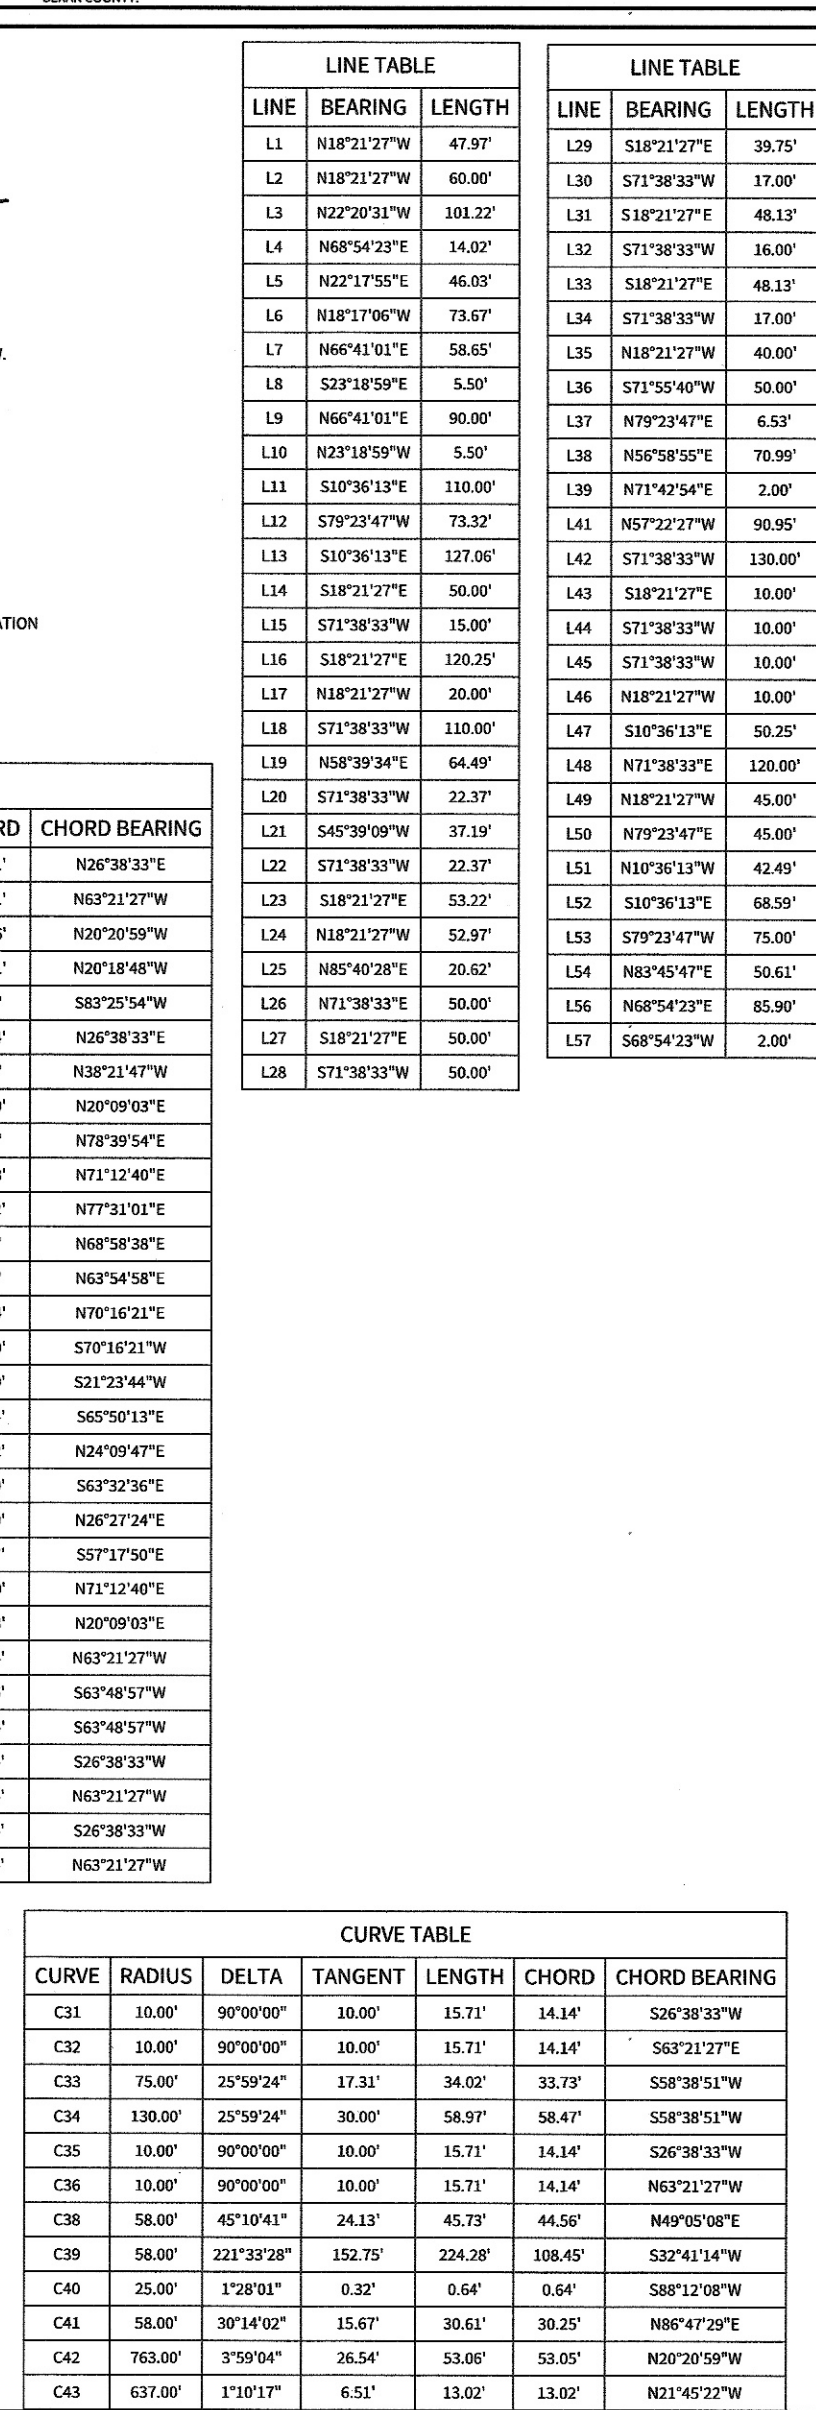 BEXAR COUNTY.
LINE TABLE
LINE BEARING LENGTH
L1 N18°21'27"W 47.97'
L2 N18°21'27"W 60.00'
L3 N22°20'31"W 101.22'
L4 N68°54'23"E 14.02'
L5 N22°17'55"E 46.03'
L6 N18°17'06"W 73.67'
L7 N66°41'01"E 58.65'
L8 S23°18'59"E 5.50'
L9 N66°41'01"E 90.00'
L10 N23°18'59"W 5.50'
L11 S10°36'13"E 110.00'
L12 S79°23'47"W 73.32'
L13 S10°36'13"E 127.06'
L14 S18°21'27"E 50.00'
L15 S71°38'33"W 15.00'
L16 S18°21'27"E 120.25'
L17 N18°21'27"W 20.00'
L18 S71°38'33"W 110.00'
L19 N58°39'34"E 64.49'
L20 S71°38'33"W 22.37'
L21 S45°39'09"W 37.19'
L22 S71°38'33"W 22.37'
L23 S18°21'27"E 53.22'
L24 N18°21'27"W 52.97'
L25 N85°40'28"E 20.62'
L26 N71°38'33"E 50.00'
L27 S18°21'27"E 50.00'
L28 S71°38'33"W 50.00'
LINE TABLE
LINE BEARING LENGTH
L29 S18°21'27"E 39.75'
L30 S71°38'33"W 17.00'
L31 S18°21'27"E 48.13'
L32 S71°38'33"W 16.00'
L33 S18°21'27"E 48.13'
L34 S71°38'33"W 17.00'
L35 N18°21'27"W 40.00'
L36 S71°55'40"W 50.00'
L37 N79°23'47"E 6.53'
L38 N56°58'55"E 70.99'
L39 N71°42'54"E 2.00'
L41 N57°22'27"W 90.95'
L42 S71°38'33"W 130.00'
L43 S18°21'27"E 10.00'
L44 S71°38'33"W 10.00'
L45 S71°38'33"W 10.00'
L46 N18°21'27"W 10.00'
L47 S10°36'13"E 50.25'
L48 N71°38'33"E 120.00'
L49 N18°21'27"W 45.00'
L50 N79°23'47"E 45.00'
L51 N10°36'13"W 42.49'
L52 S10°36'13"E 68.59'
L53 S79°23'47"W 75.00'
L54 N83°45'47"E 50.61'
L56 N68°54'23"E 85.90'
L57 S68°54'23"W 2.00'
ATION
RD CHORD BEARING
N26°38'33"E
N63°21'27"W
N20°20'59"W
N20°18'48"W
S83°25'54"W
N26°38'33"E
N38°21'47"W
N20°09'03"E
N78°39'54"E
N71°12'40"E
N77°31'01"E
N68°58'38"E
N63°54'58"E
N70°16'21"E
S70°16'21"W
S21°23'44"W
S65°50'13"E
N24°09'47"E
S63°32'36"E
N26°27'24"E
S57°17'50"E
N71°12'40"E
N20°09'03"E
N63°21'27"W
S63°48'57"W
S63°48'57"W
S26°38'33"W
N63°21'27"W
S26°38'33"W
N63°21'27"W
CURVE TABLE
CURVE RADIUS DELTA TANGENT LENGTH CHORD CHORD BEARING
C31 10.00' 90°00'00" 10.00' 15.71' 14.14' S26°38'33"W
C32 10.00' 90°00'00" 10.00' 15.71' 14.14' S63°21'27"E
C33 75.00' 25°59'24" 17.31' 34.02' 33.73' S58°38'51"W
C34 130.00' 25°59'24" 30.00' 58.97' 58.47' S58°38'51"W
C35 10.00' 90°00'00" 10.00' 15.71' 14.14' S26°38'33"W
C36 10.00' 90°00'00" 10.00' 15.71' 14.14' N63°21'27"W
C38 58.00' 45°10'41" 24.13' 45.73' 44.56' N49°05'08"E
C39 58.00' 221°33'28" 152.75' 224.28' 108.45' S32°41'14"W
C40 25.00' 1°28'01" 0.32' 0.64' 0.64' S88°12'08"W
C41 58.00' 30°14'02" 15.67' 30.61' 30.25' N86°47'29"E
C42 763.00' 3°59'04" 26.54' 53.06' 53.05' N20°20'59"W
C43 637.00' 1°10'17" 6.51' 13.02' 13.02' N21°45'22"W